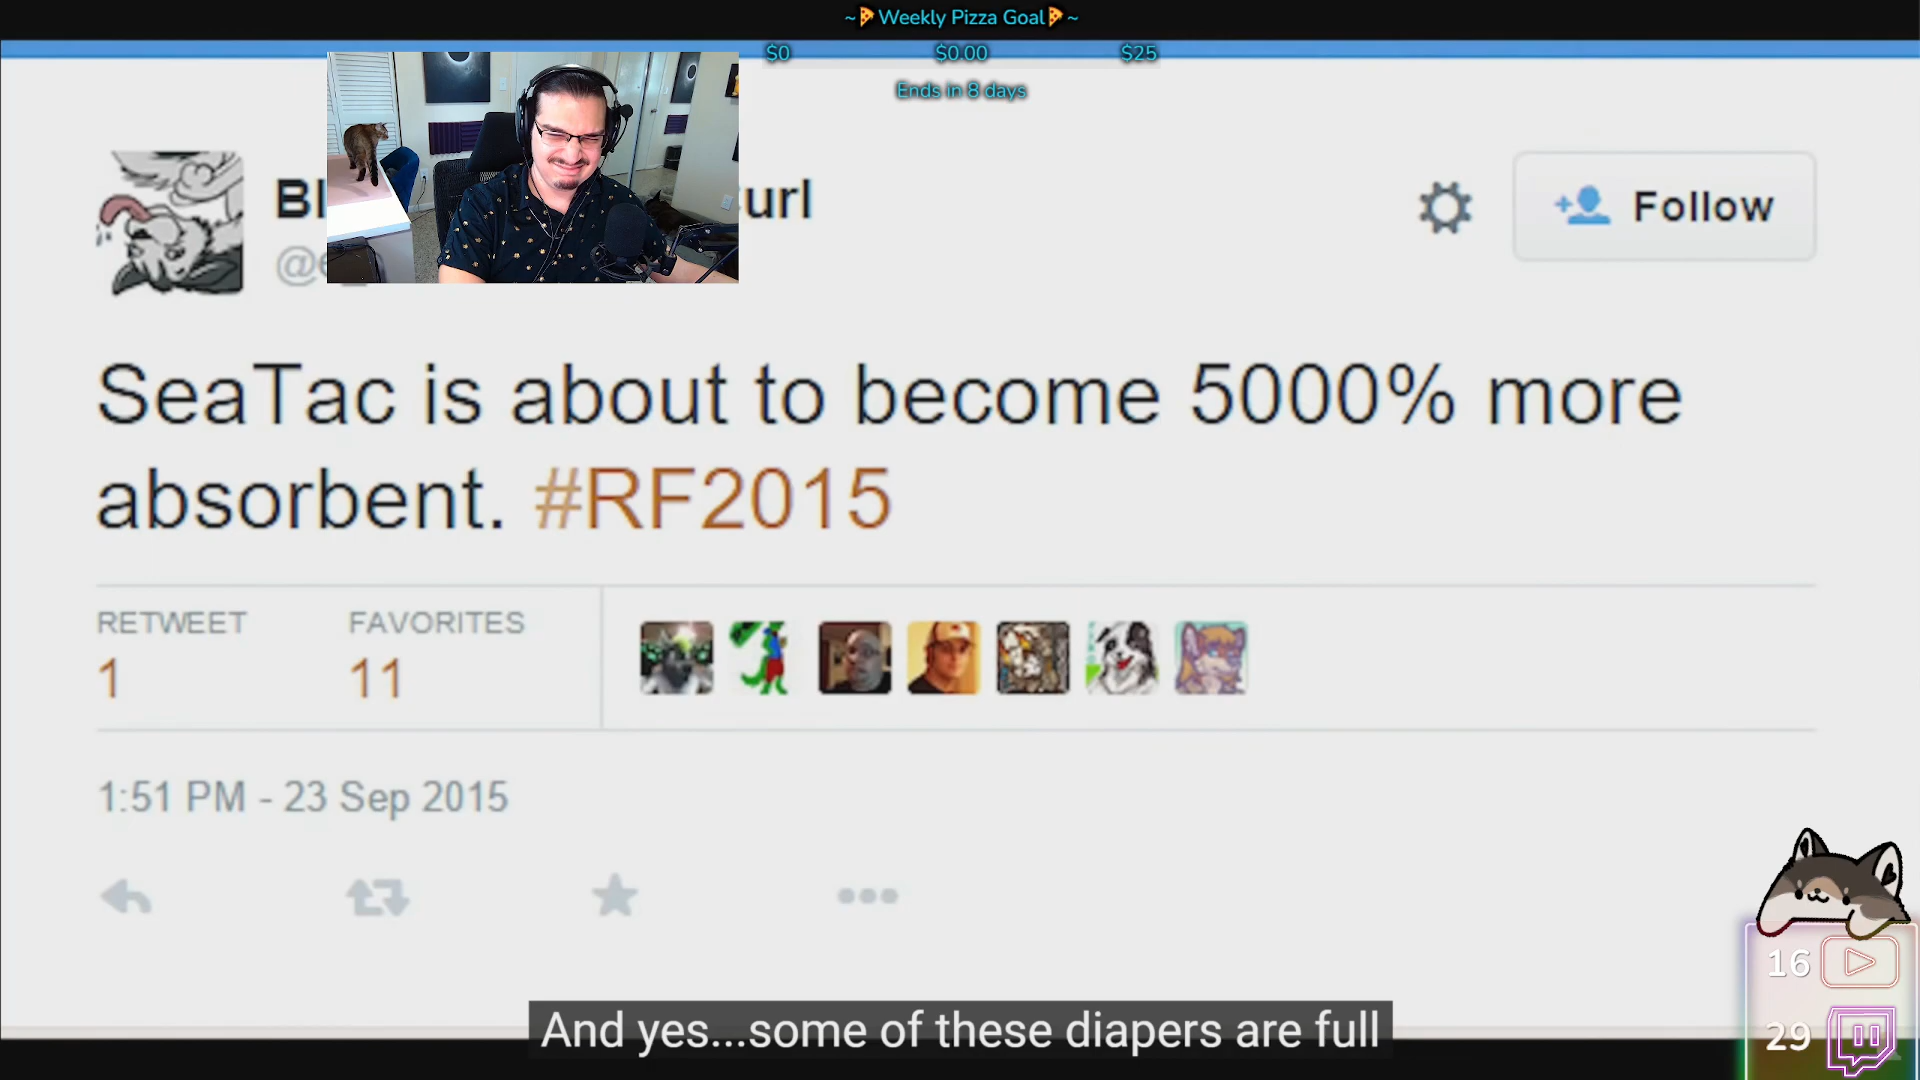 ~🍕Weekly Pizza Goal🍕~
$0 $0.00 $25
Ends in 8 days
Follow
SeaTac is about to become 5000% more
absorbent. #RF2015
RETWEET FAVORITES
1 11
1:51 PM - 23 Sep 2015
16
29
And yes...some of these diapers are full